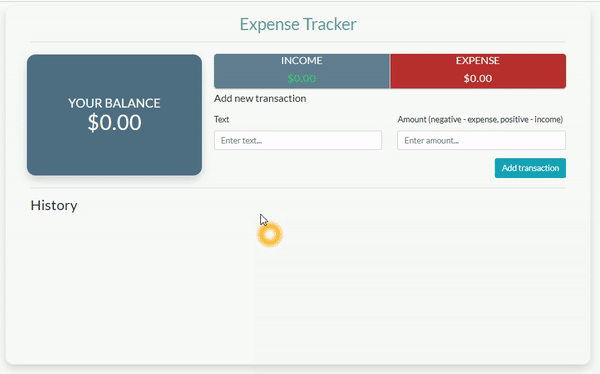 Expense Tracker
YOUR BALANCE
$0.00
INCOME
$0.00
EXPENSE
$0.00
Add new transaction
Text
Enter text...
Amount (negative - expense, positive - income)
Enter amount...
Add transaction
History